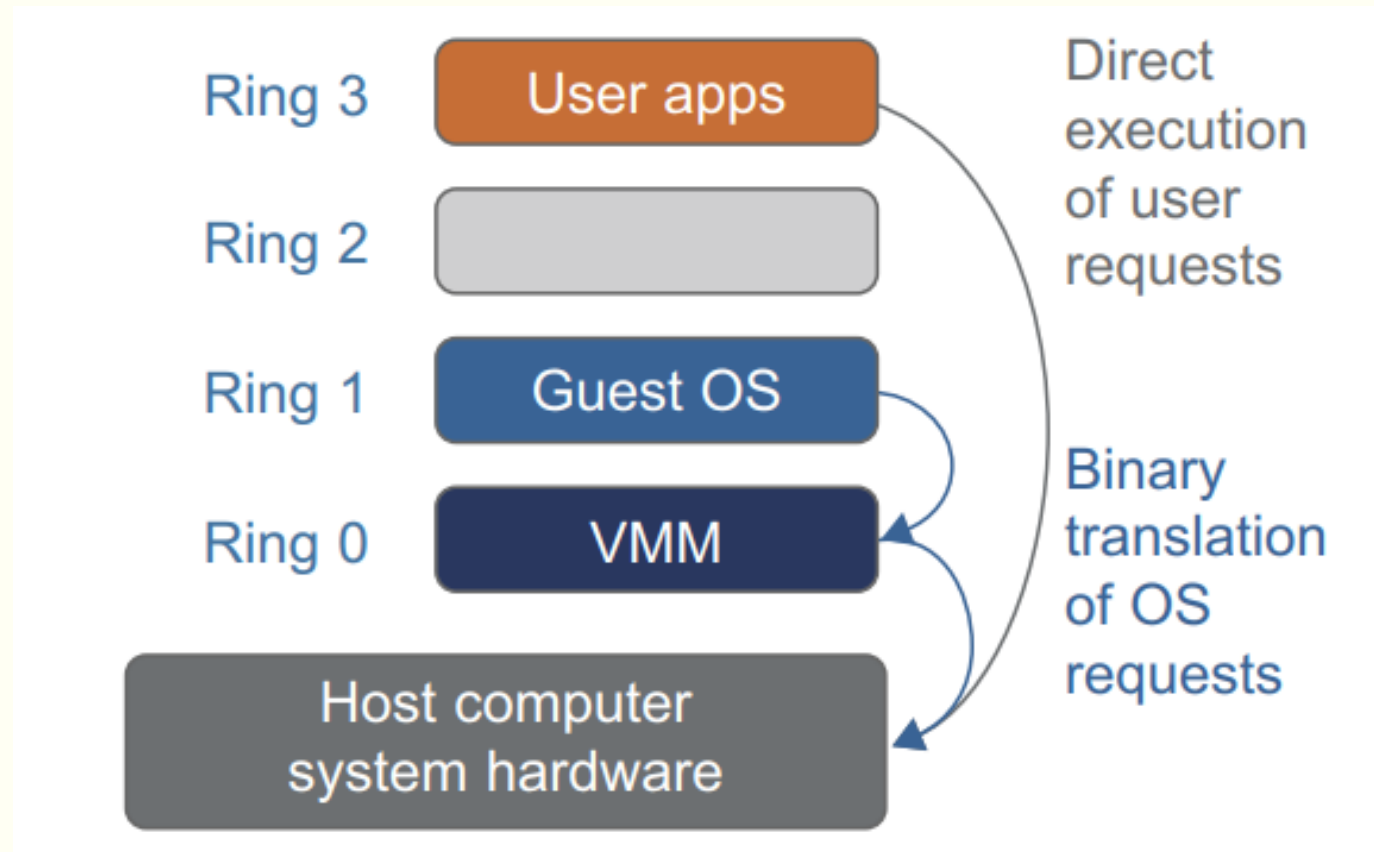 Ring 3
User apps
Direct
execution
of user
requests
Ring 2
Ring 1
Guest OS
Ring 0
VMM
Binary
translation
of OS
requests
Host computer
system hardware